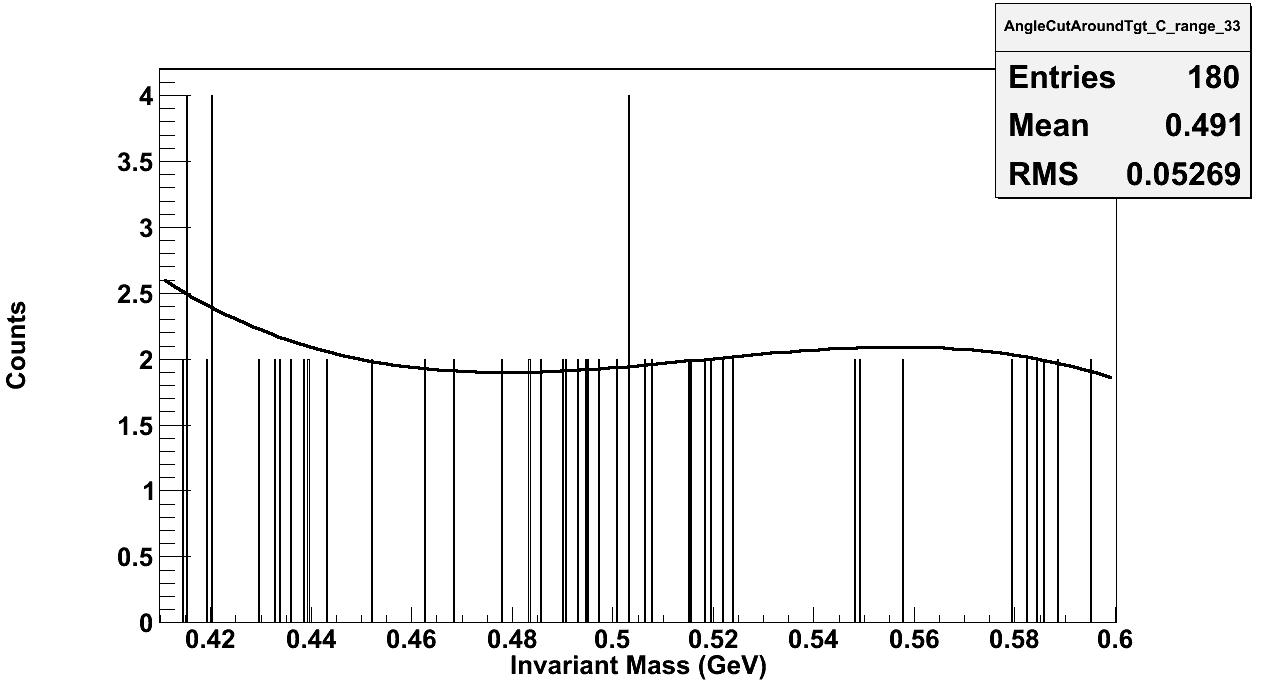 AngleCutAroundTgt_C_range_33
Entries 180
Mean 0.491
RMS 0.05269
4
3.5
3
2.5
2
1.5
1
0.5
0
Counts
0.42 0.44 0.46 0.48 0.5 0.52 0.54 0.56 0.58 0.6
Invariant Mass (GeV)